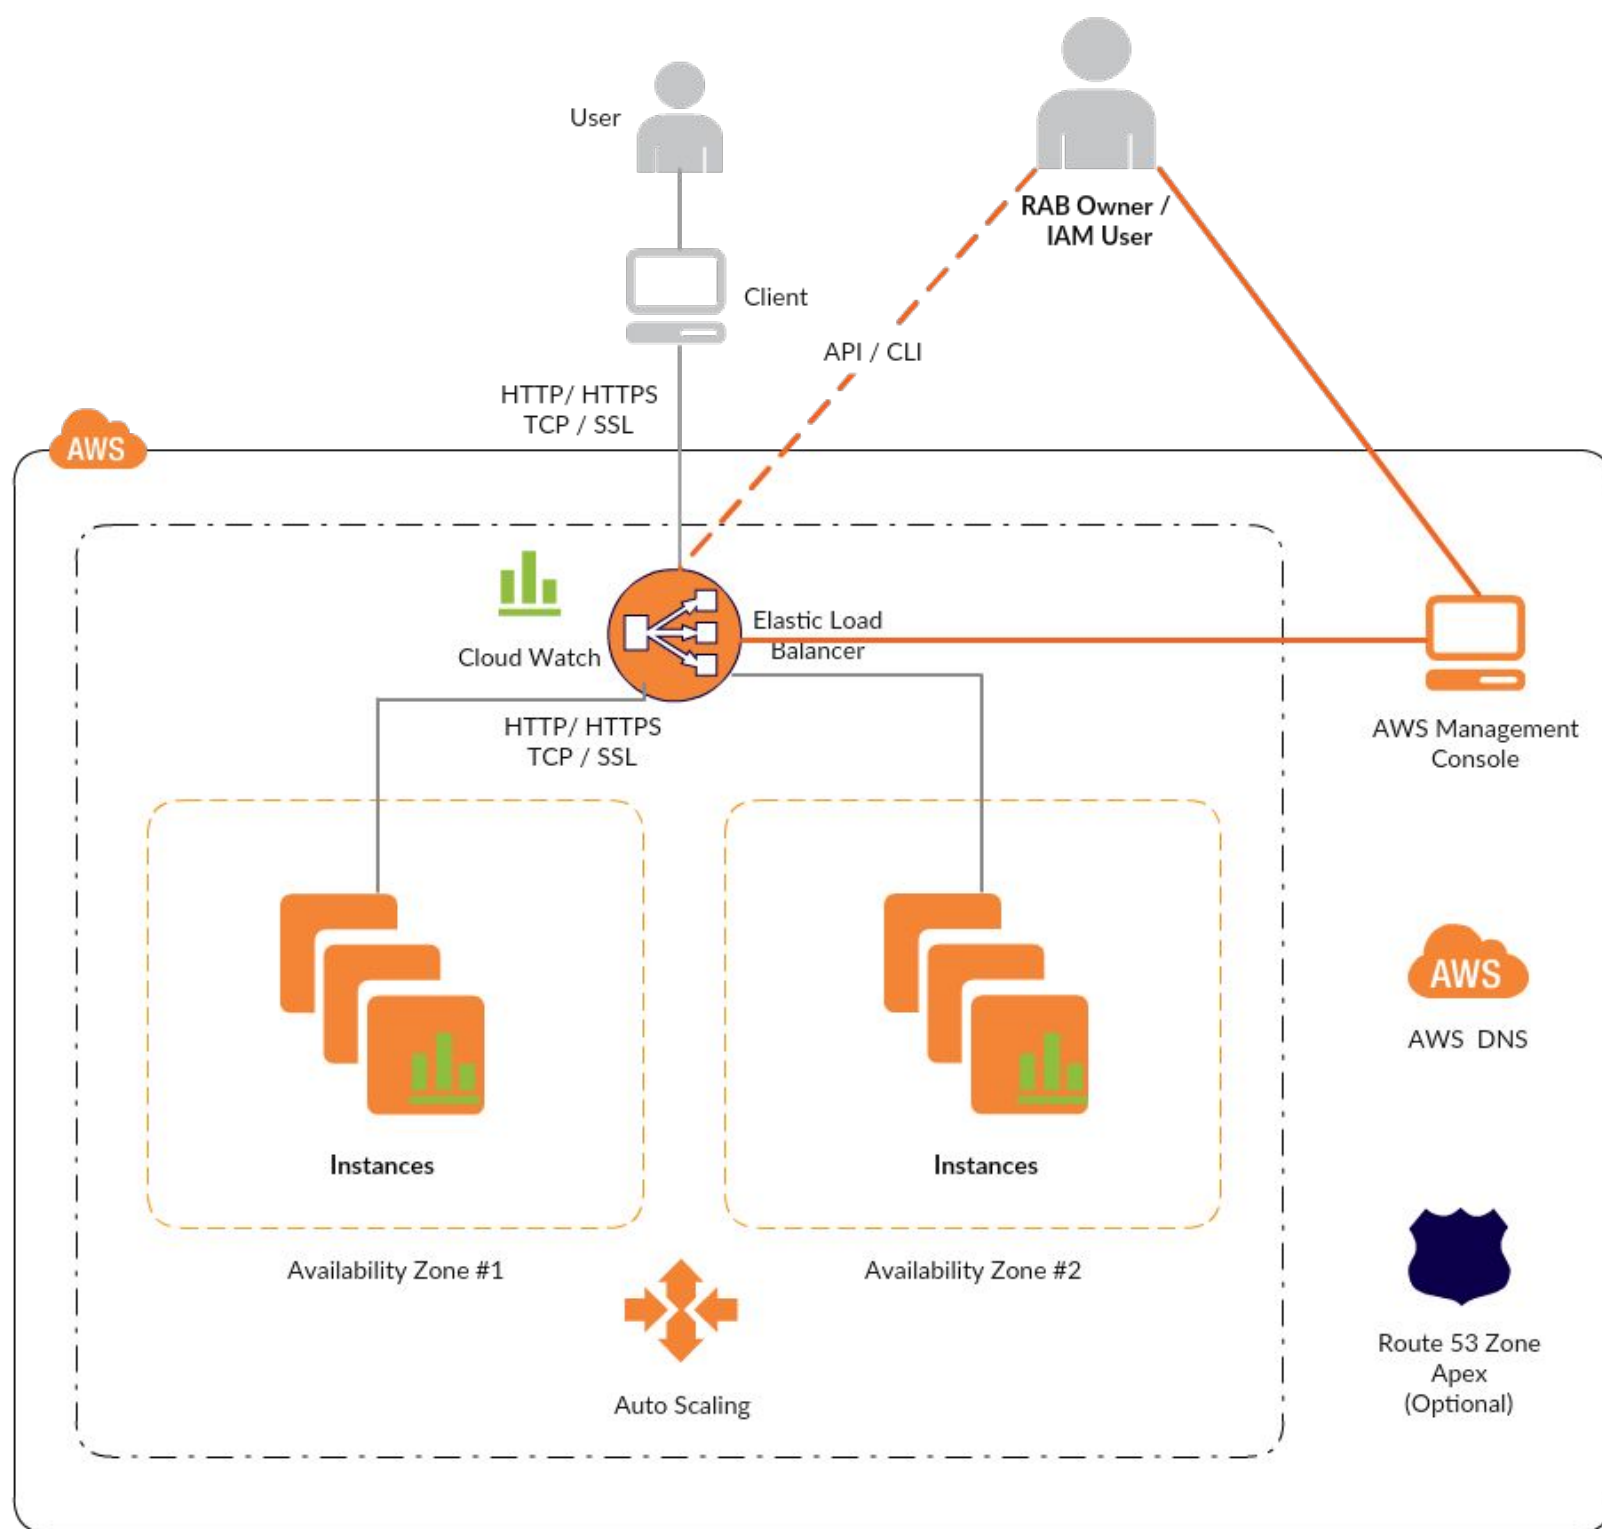 User
RAB Owner /
IAM User
Client
API / CLI
HTTP/ HTTPS
TCP / SSL
AWS
Elastic Load
Balancer
Cloud Watch
HTTP/ HTTPS
TCP / SSL
AWS Management
Console
AWS
AWS DNS
Instances
Instances
Availability Zone #1
Availability Zone #2
Auto Scaling
Route 53 Zone
Apex
(Optional)